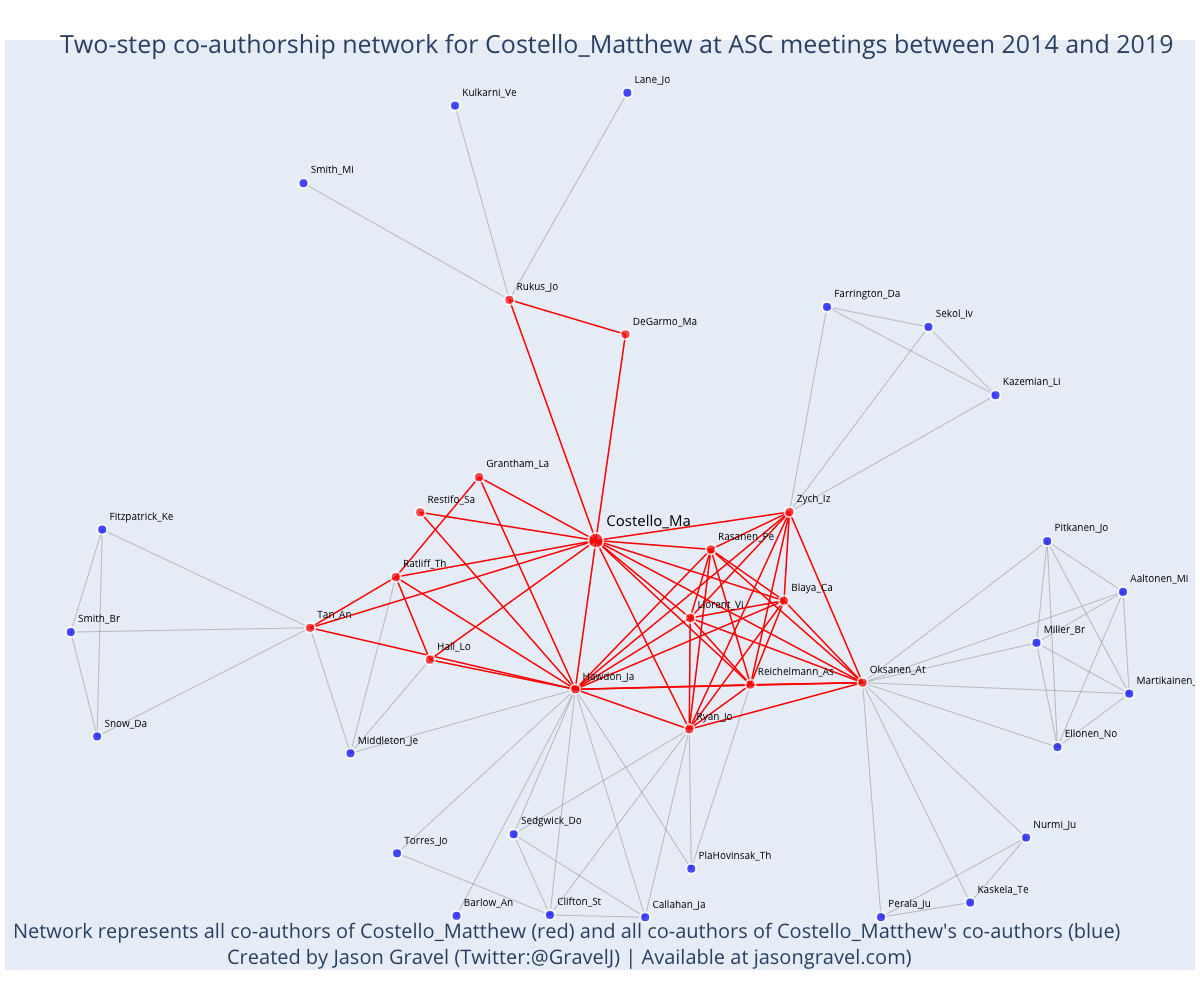 Two-step co-authorship network for Costello_Matthew at ASC meetings between 2014 and 2019
Lane_Jo
Kulkarni_Ve
Smith_Mi
Rukus_Jo
Farrington_Da
Sekol_Iv
DeGarmo_Ma
Kazemian_Li
Grantham_La
Restifo_Sa
Zych_Iz
Fitzpatrick_Ke
Costello_Ma
Pitkanen_Jo
Rasanen_Pe
Ratliff_Th
Aaltonen_Mi
Blaya_Ca
Llorent_Vi
Tan_An
Smith_Br
Miller_Br
Hall_Lo
Oksanen_At
Reichelmann_As
Hawdon_Ja
Martikainen_
Ryan_Jo
Snow_Da
Ellonen_No
Middleton_Je
Sedgwick_Do
Nurmi_Ju
Torres_Jo
PlaHovinsak_Th
Kaskela_Te
Barlow_An
Clifton_St
Callahan_Ja
Perala_Ju
Network represents all co-authors of Costello_Matthew (red) and all co-authors of Costello_Matthew's co-authors (blue)
Created by Jason Gravel (Twitter:@GravelJ) | Available at jasongravel.com)